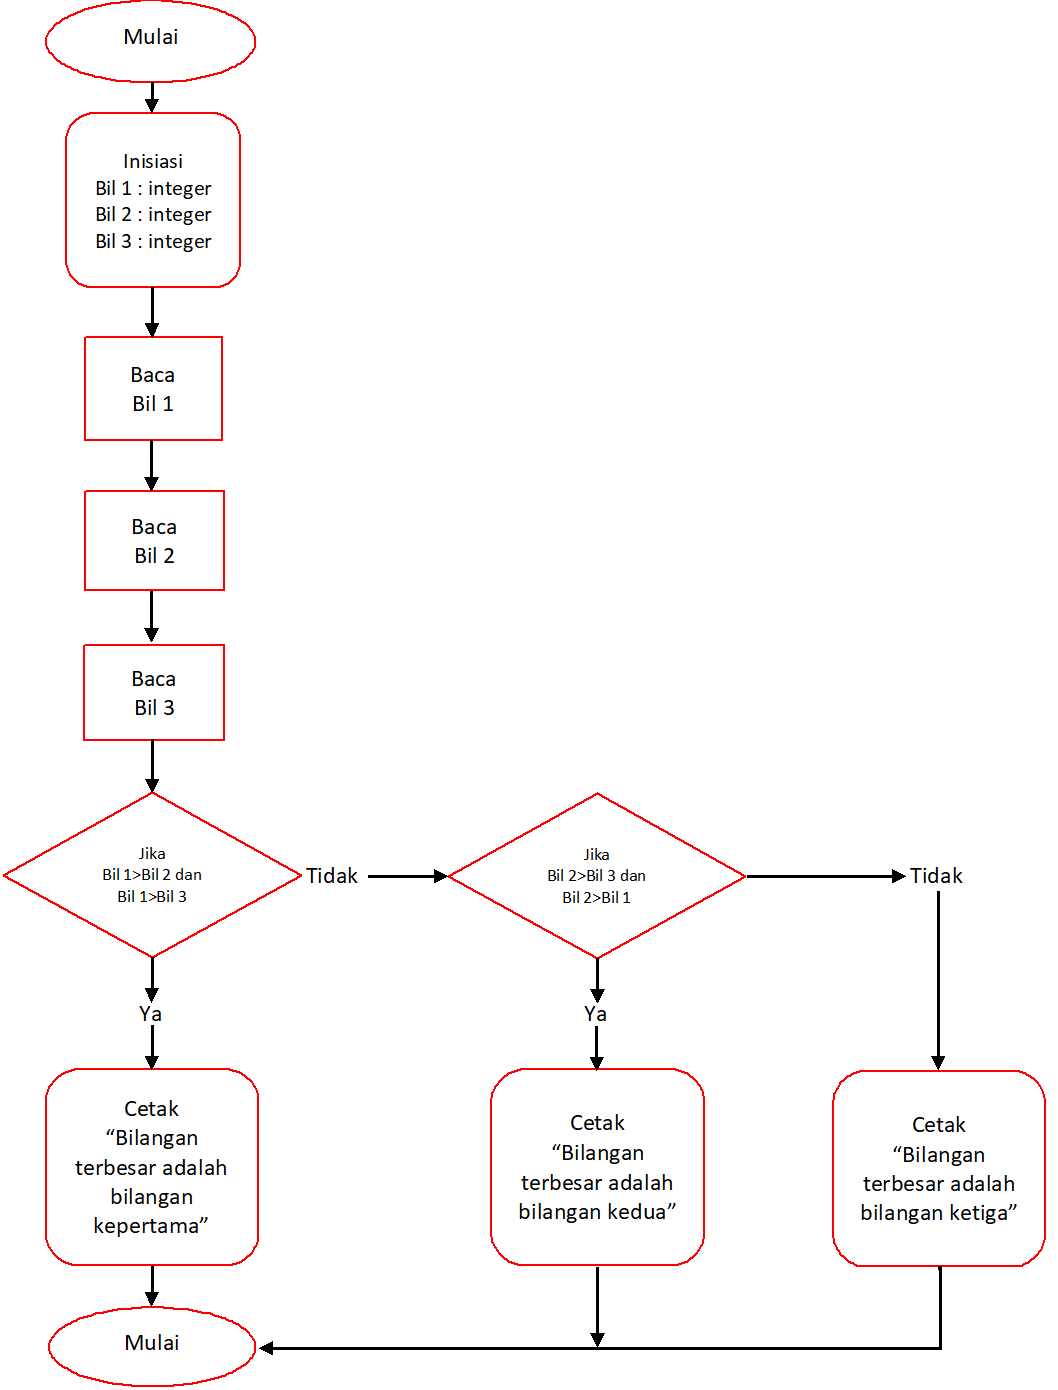 Mulai
Inisiasi
Bil 1 : integer
Bil 2 : integer
Bil 3 : integer
Baca
Bil 1
Baca
Bil 2
Baca
Bil 3
Jika
Bil 1>Bil 2 dan
Bil 1>Bil 3
Tidak
Jika
Bil 2>Bil 3 dan
Bil 2>Bil 1
Tidak
Ya
Ya
Cetak
“Bilangan
terbesar adalah
bilangan
kepertama”
Cetak
“Bilangan
terbesar adalah
bilangan kedua”
Cetak
“Bilangan
terbesar adalah
bilangan ketiga”
Mulai